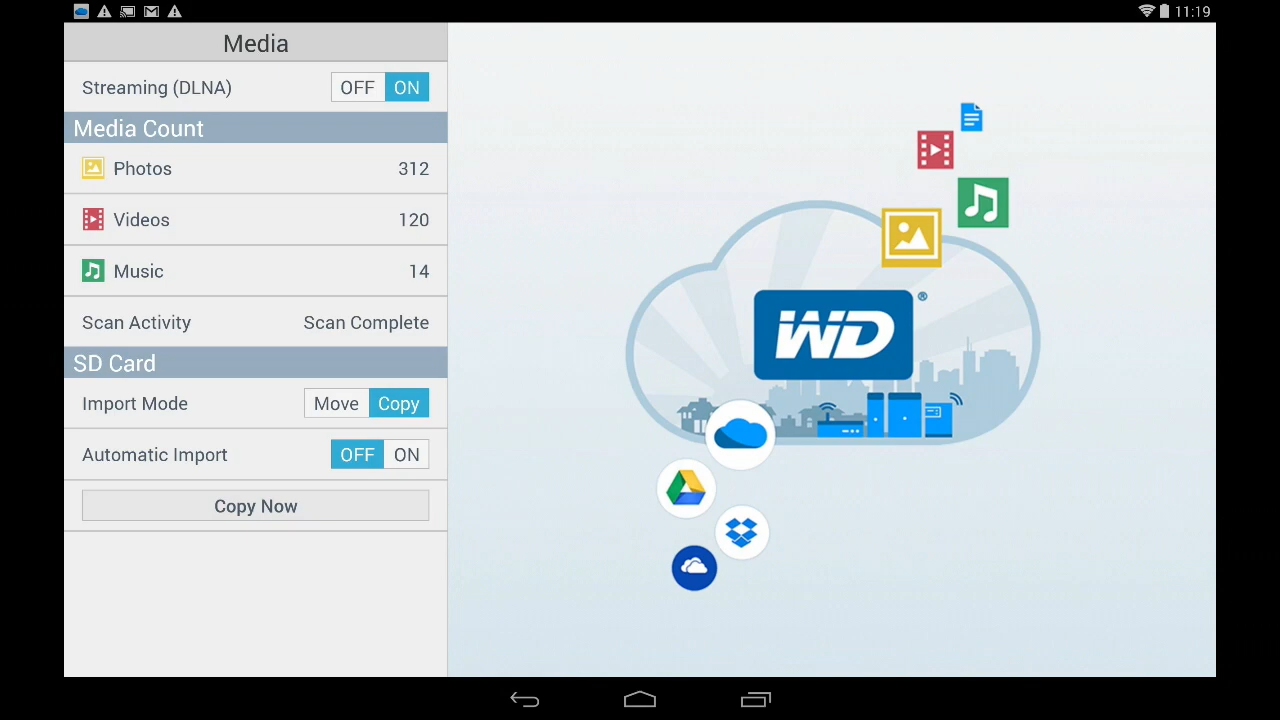 11:19
Media
Streaming (DLNA) OFF ON
Media Count
Photos 312
Videos 120
Music 14
Scan Activity Scan Complete
SD Card
Import Mode Move Copy
Automatic Import OFF ON
Copy Now
WD®